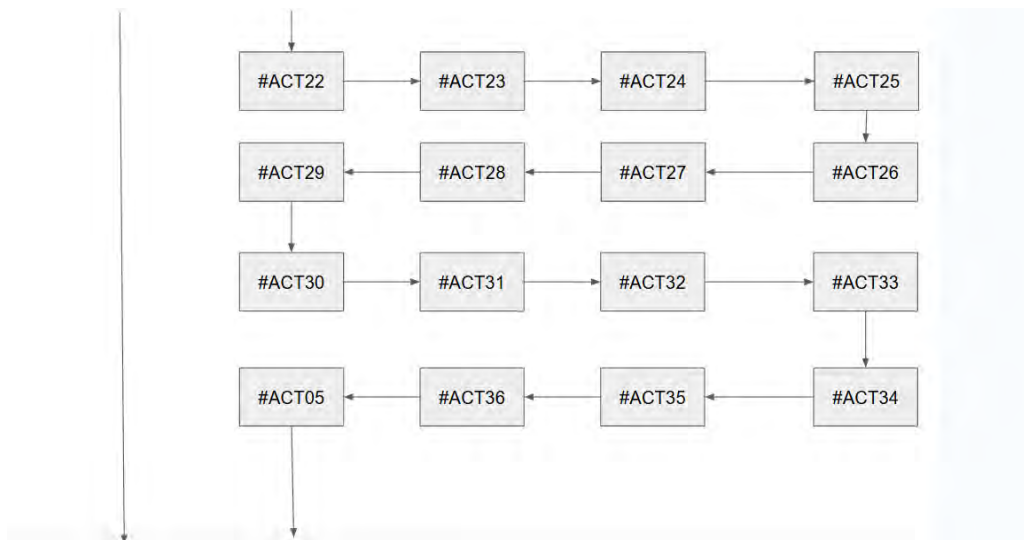 #ACT22 #ACT23 #ACT24 #ACT25
#ACT29 #ACT28 #ACT27 #ACT26
#ACT30 #ACT31 #ACT32 #ACT33
#ACT05 #ACT36 #ACT35 #ACT34